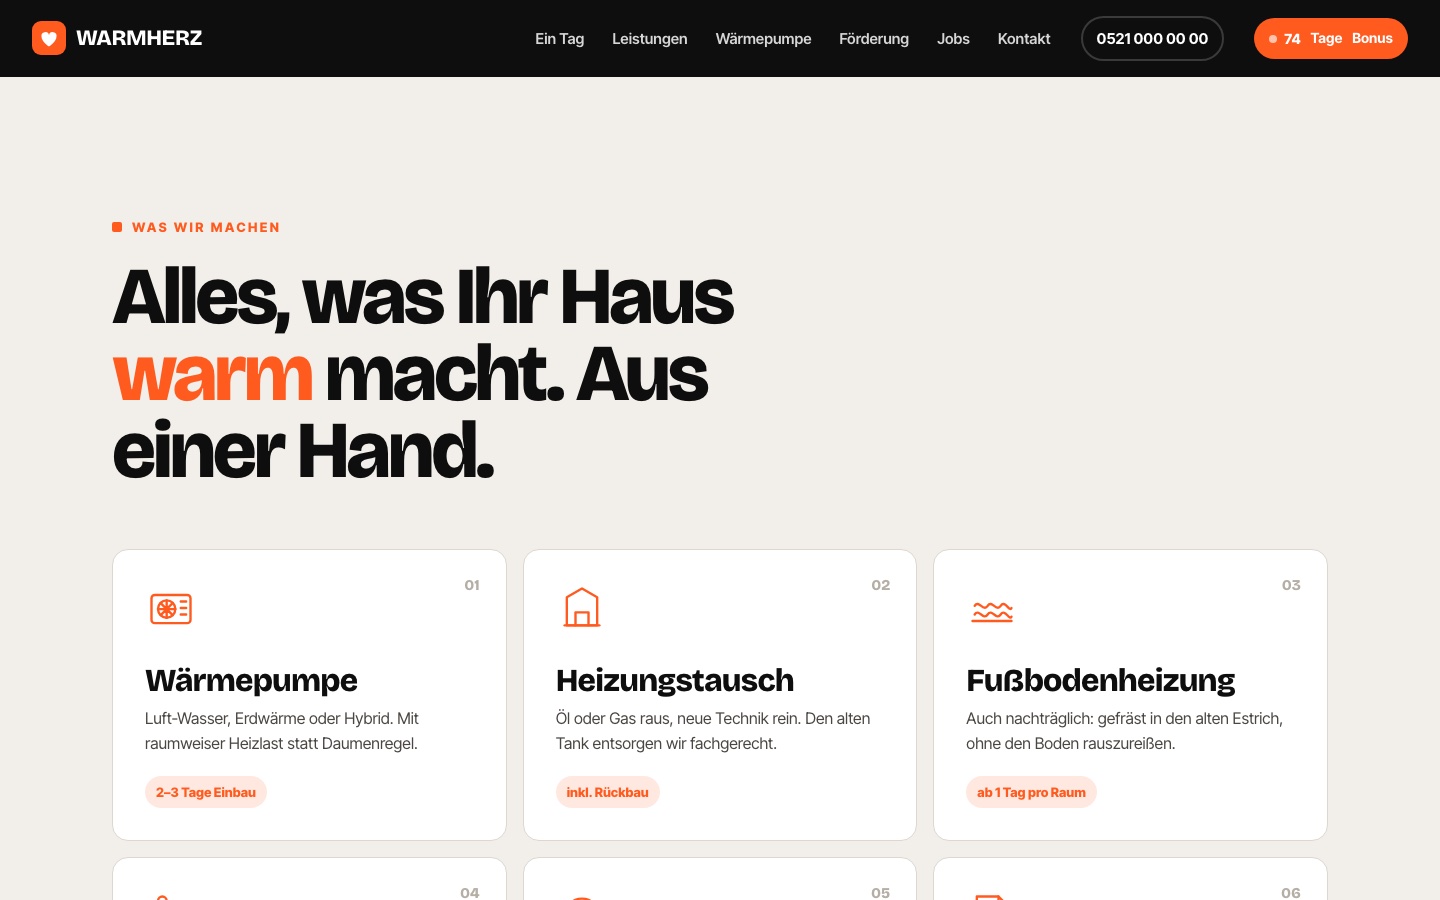 WARMHERZ
Ein Tag Leistungen Wärmepumpe Förderung Jobs Kontakt 0521 000 00 00 74 Tage Bonus
WAS WIR MACHEN
Alles, was Ihr Haus
warm macht. Aus
einer Hand.
01
Wärmepumpe
Luft-Wasser, Erdwärme oder Hybrid. Mit
raumweiser Heizlast statt Daumenregel.
2–3 Tage Einbau
02
Heizungstausch
Öl oder Gas raus, neue Technik rein. Den alten
Tank entsorgen wir fachgerecht.
inkl. Rückbau
03
Fußbodenheizung
Auch nachträglich: gefräst in den alten Estrich,
ohne den Boden rauszureißen.
ab 1 Tag pro Raum
04
05
06